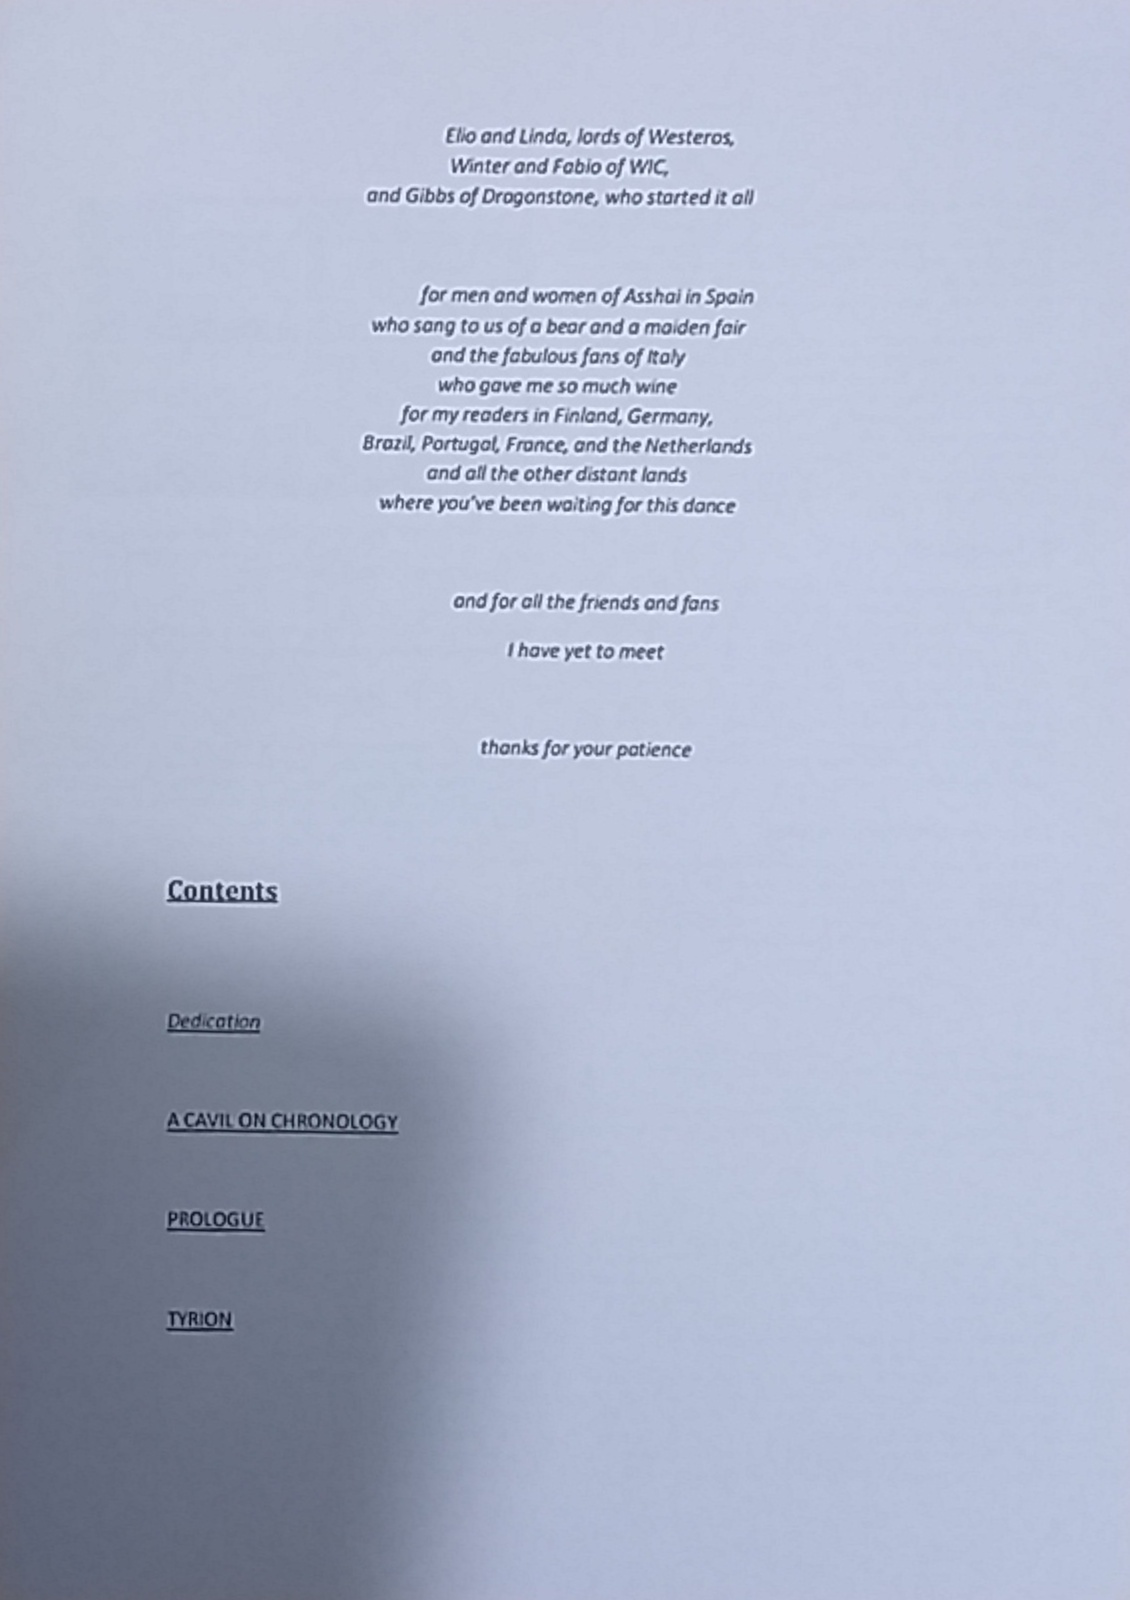 Elio and Linda, lords of Westeros,
Winter and Fabio of WIC,
and Gibbs of Dragonstone, who started it all
for men and women of Asshai in Spain
who sang to us of a bear and a maiden fair
and the fabulous fans of Italy
who gave me so much wine
for my readers in Finland, Germany,
Brazil, Portugal, France, and the Netherlands
and all the other distant lands
where you've been waiting for this dance
and for all the friends and fans
I have yet to meet
thanks for your patience
Contents
Dedication
A CAVIL ON CHRONOLOGY
PROLOGUE
TYRION